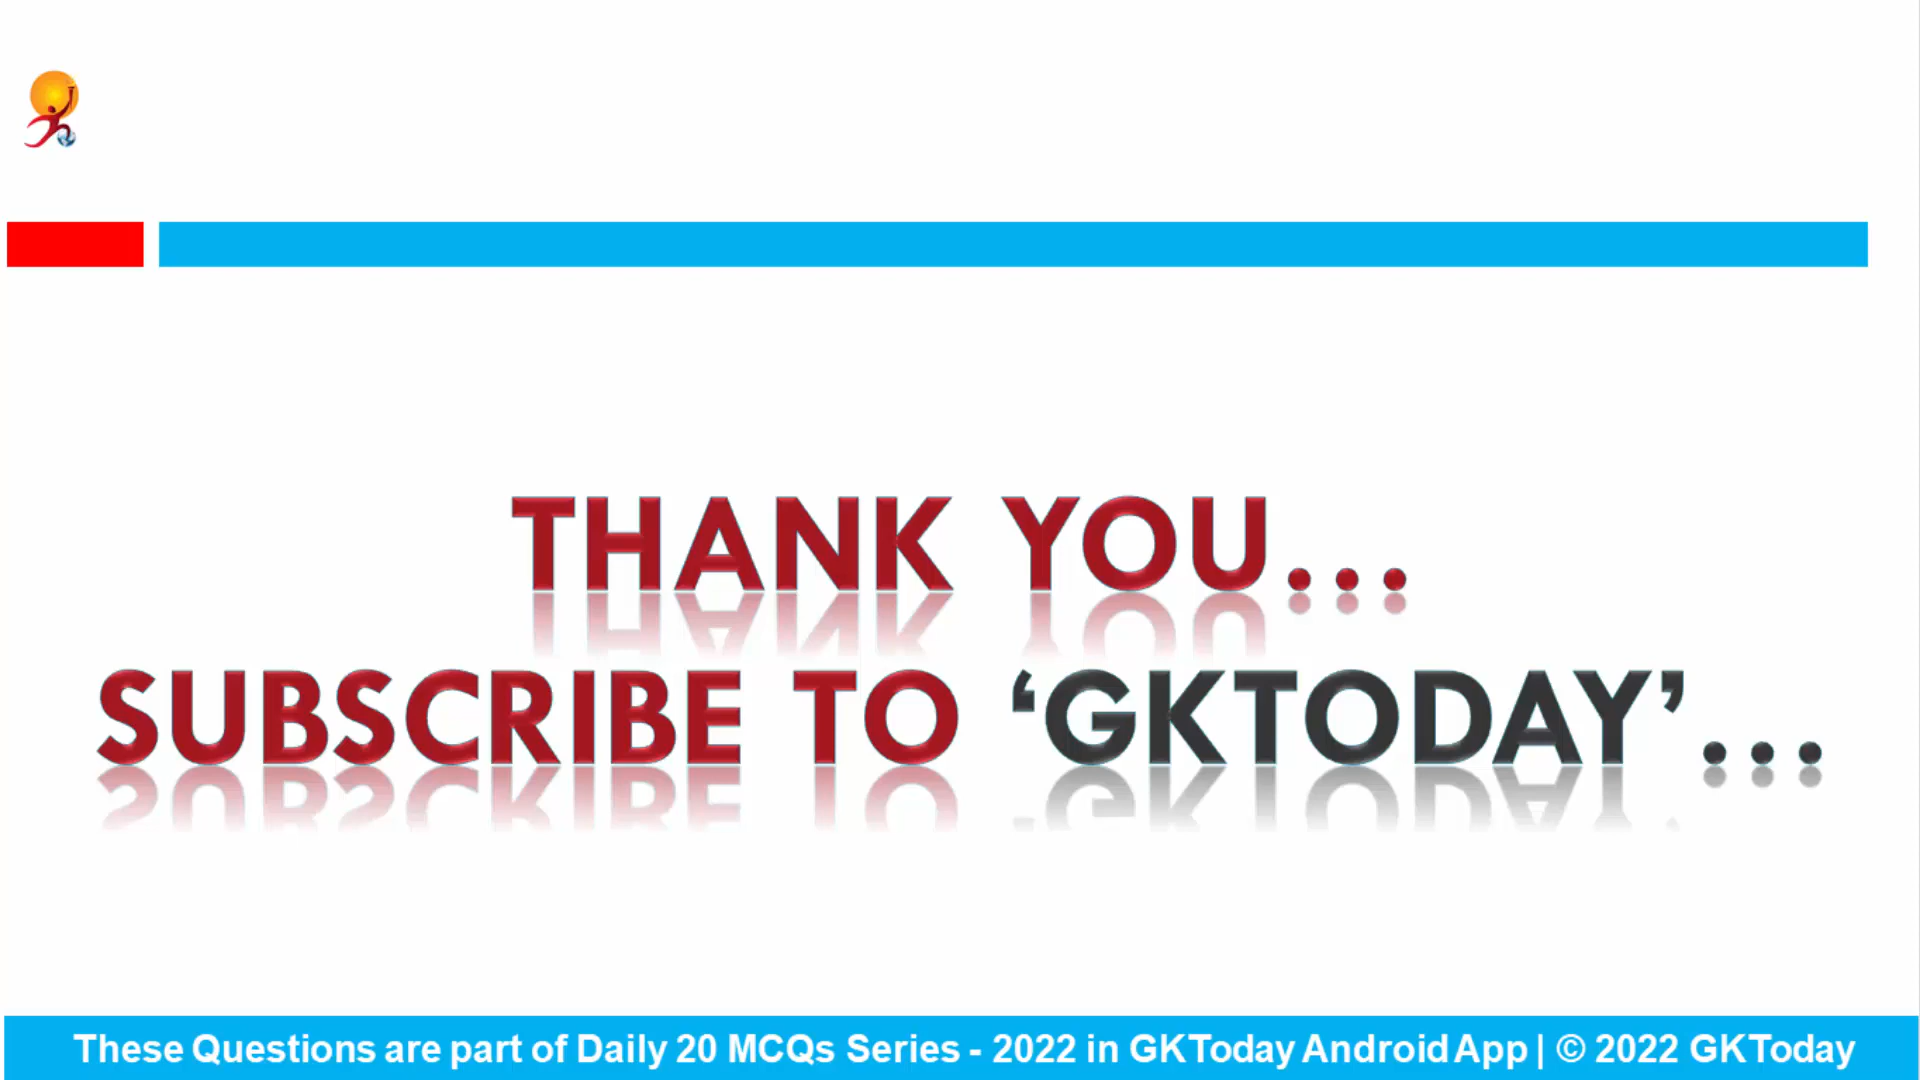 THANK YOU...
SUBSCRIBE TO ‘GKTODAY’...
These Questions are part of Daily 20 MCQs Series - 2022 in GKToday Android App | © 2022 GKToday